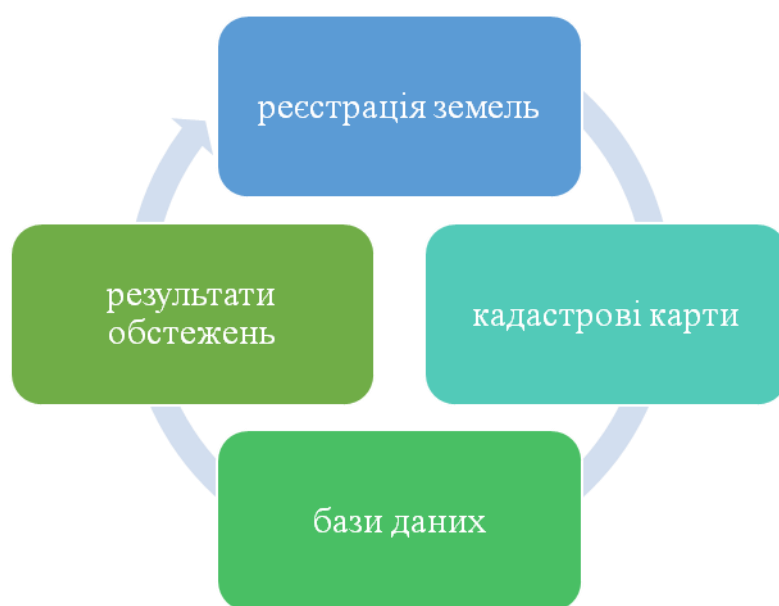 реєстрація земель
кадастрові карти
бази даних
результати
обстежень